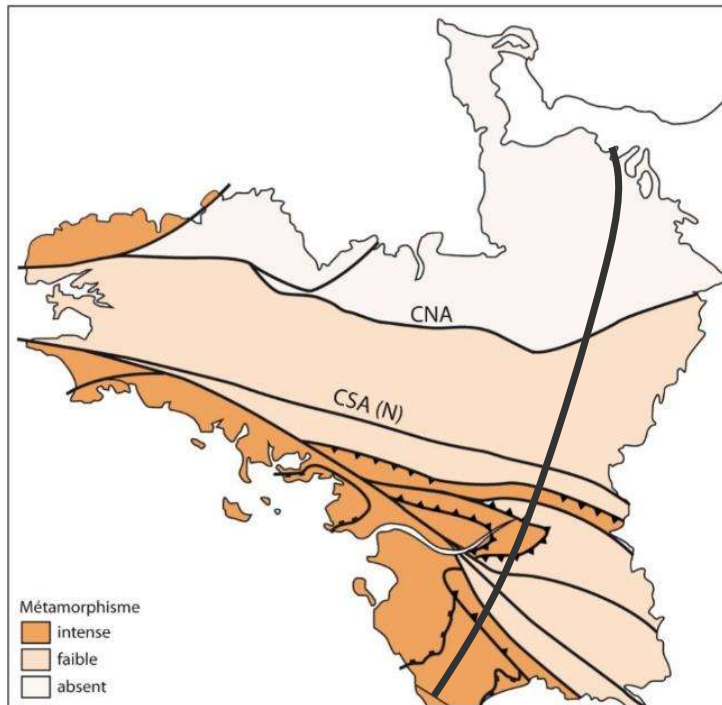 CNA
CSA (N)
Métamorphisme
intense
faible
absent